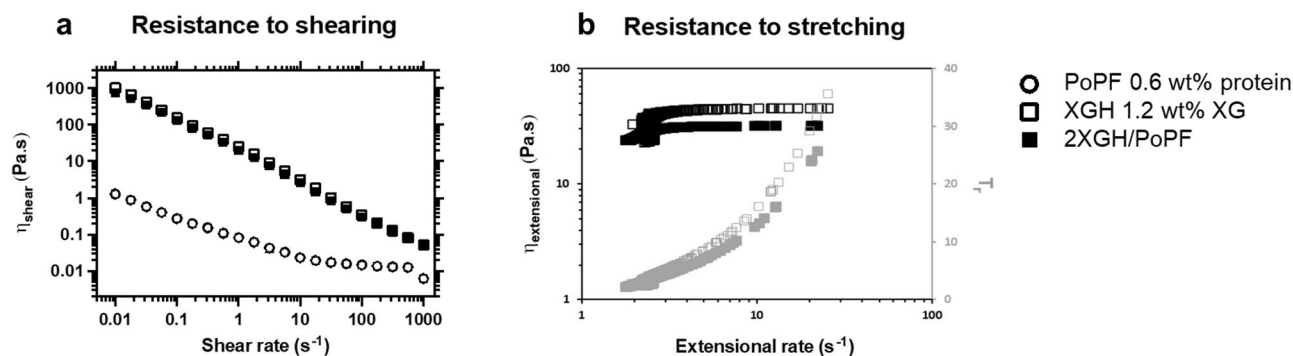 a Resistance to shearing
b Resistance to stretching
1000
100
10
1
0.1
0.01
ηshear (Pa.s)
0.01 0.1 1 10 100 1000
Shear rate (s⁻¹)
100
10
1
ηextensional (Pa.s)
1 10 100
Extensional rate (s⁻¹)
40
30
20
10
0
Tr
PoPF 0.6 wt% protein
XGH 1.2 wt% XG
2XGH/PoPF